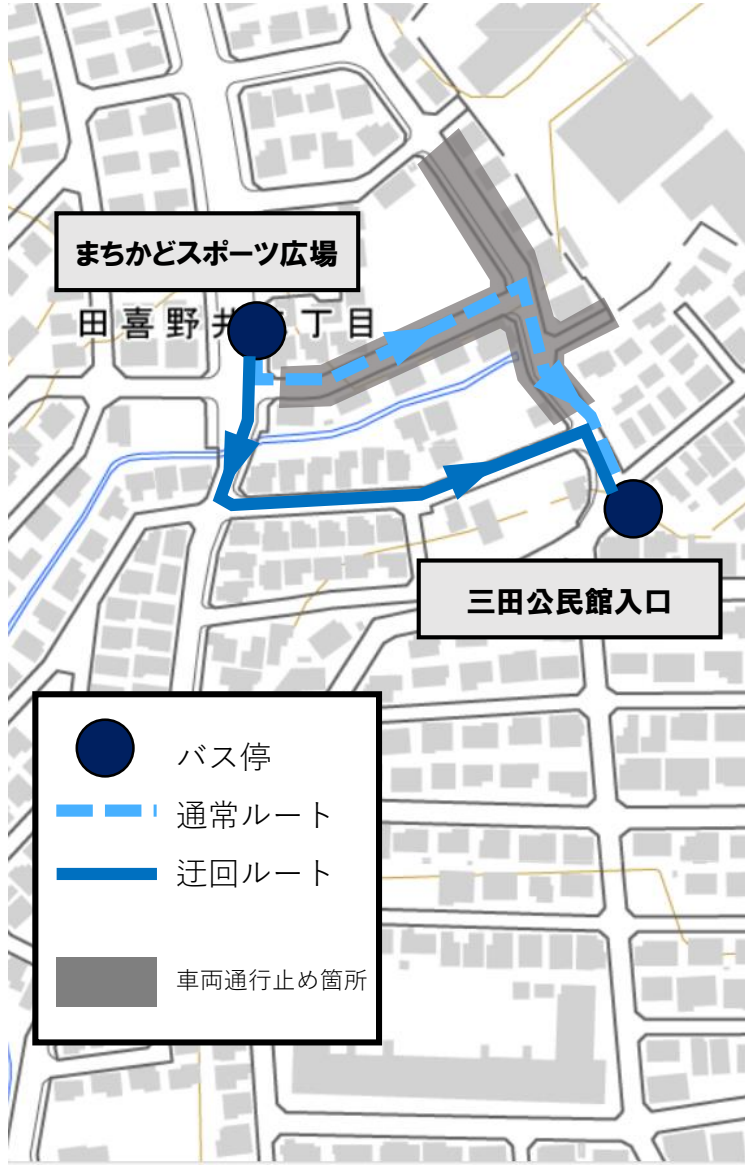 まちかどスポーツ広場
田喜野井 丁目
三田公民館入口
バス停
通常ルート
迂回ルート
車両通行止め箇所